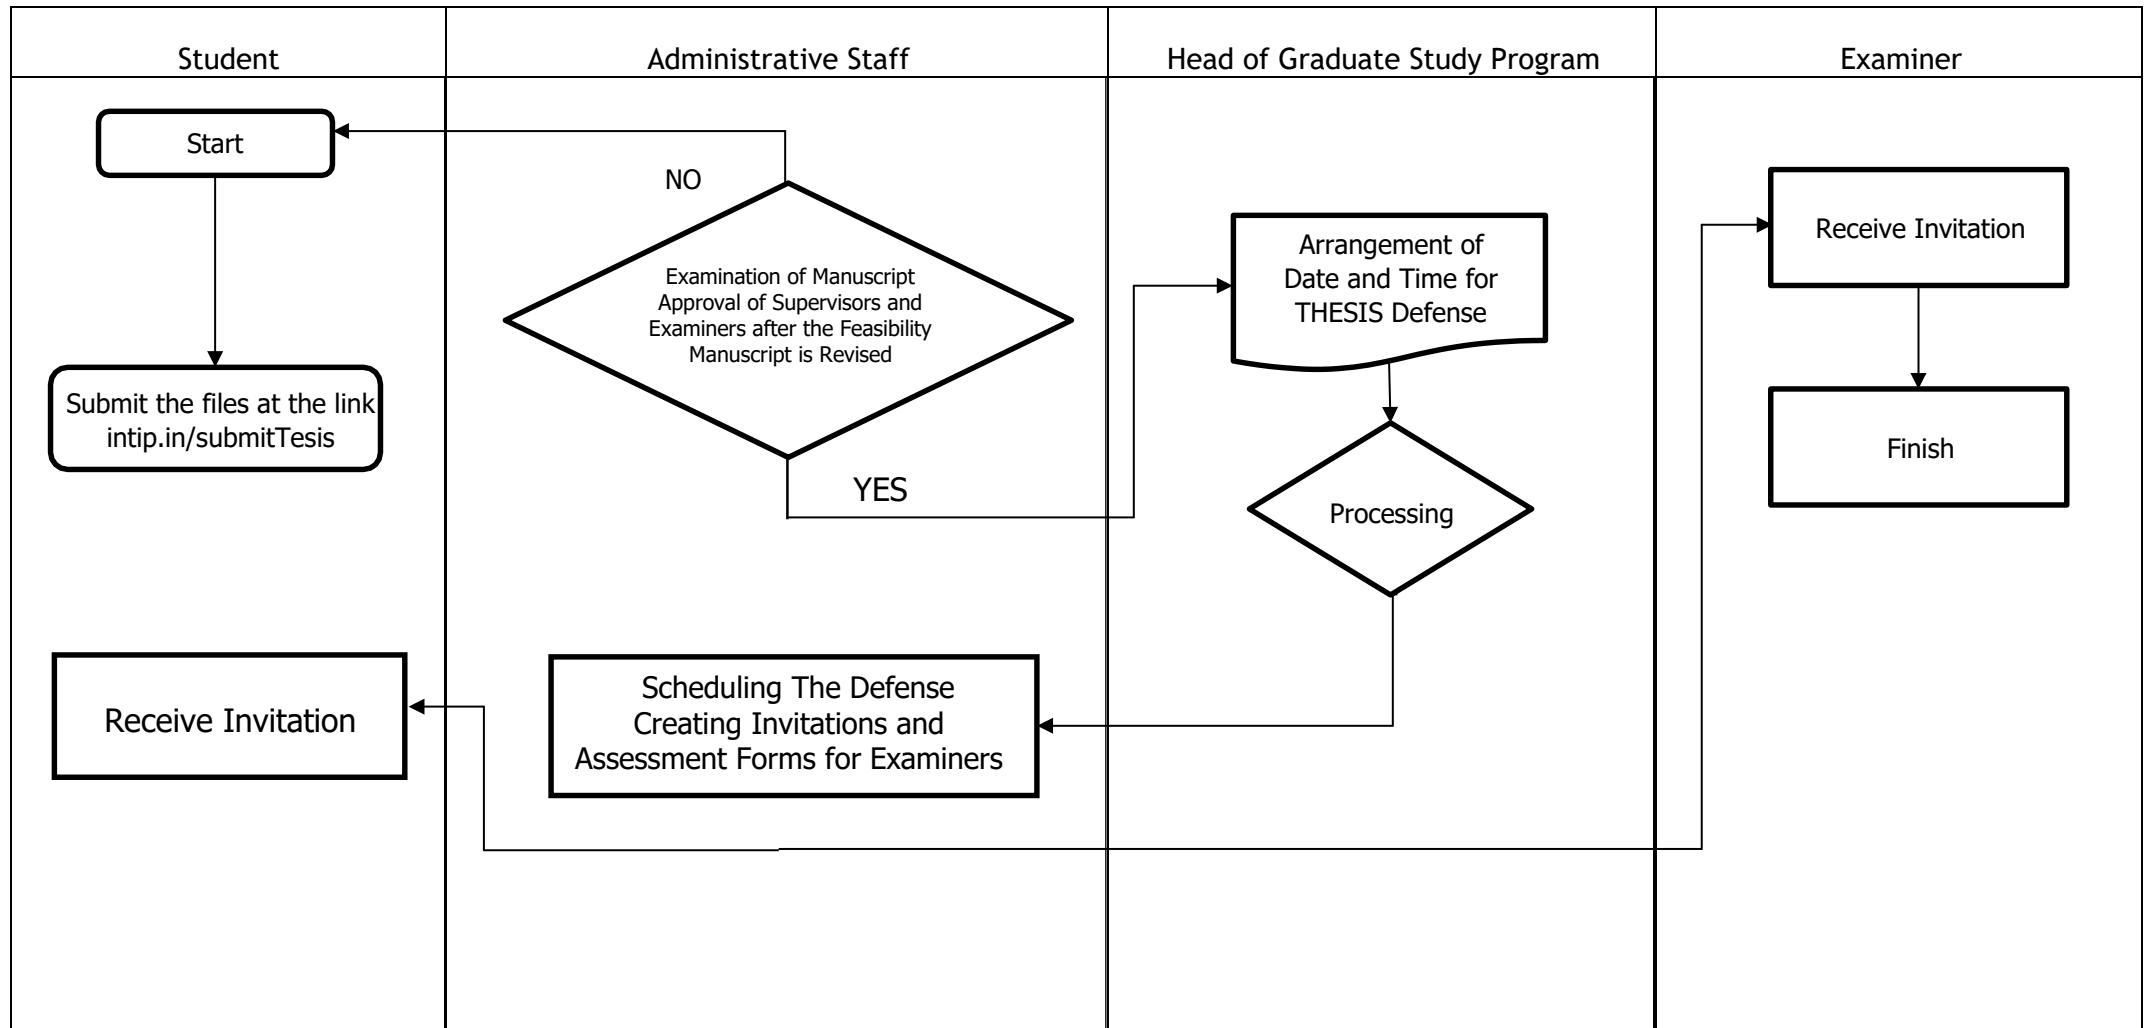 Student
Administrative Staff
Head of Graduate Study Program
Examiner
Start
Submit the files at the link
intip.in/submitTesis
Receive Invitation
NO
Examination of Manuscript
Approval of Supervisors and
Examiners after the Feasibility
Manuscript is Revised
YES
Scheduling The Defense
Creating Invitations and
Assessment Forms for Examiners
Arrangement of
Date and Time for
THESIS Defense
Processing
Receive Invitation
Finish